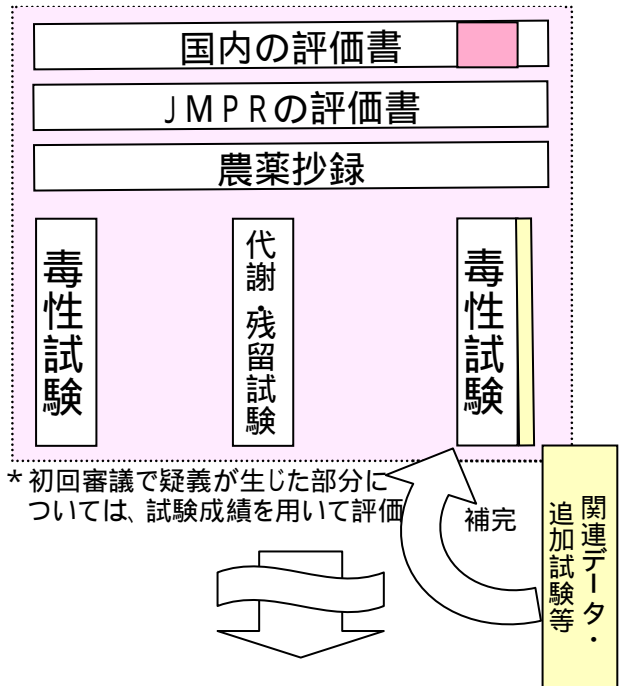 国内の評価書
JMPRの評価書
農薬抄録
毒性試験
代謝・残留試験
毒性試験
*初回審議で疑義が生じた部分に
ついては、試験成績を用いて評価
補完
関連データ・
追加試験等